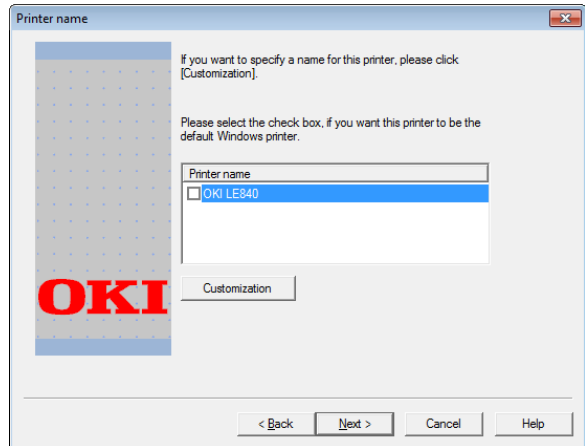 Printer name
If you want to specify a name for this printer, please click
[Customization].
Please select the check box, if you want this printer to be the
default Windows printer.
Printer name
OKI LE840
OKI
Customization
< Back
Next >
Cancel
Help